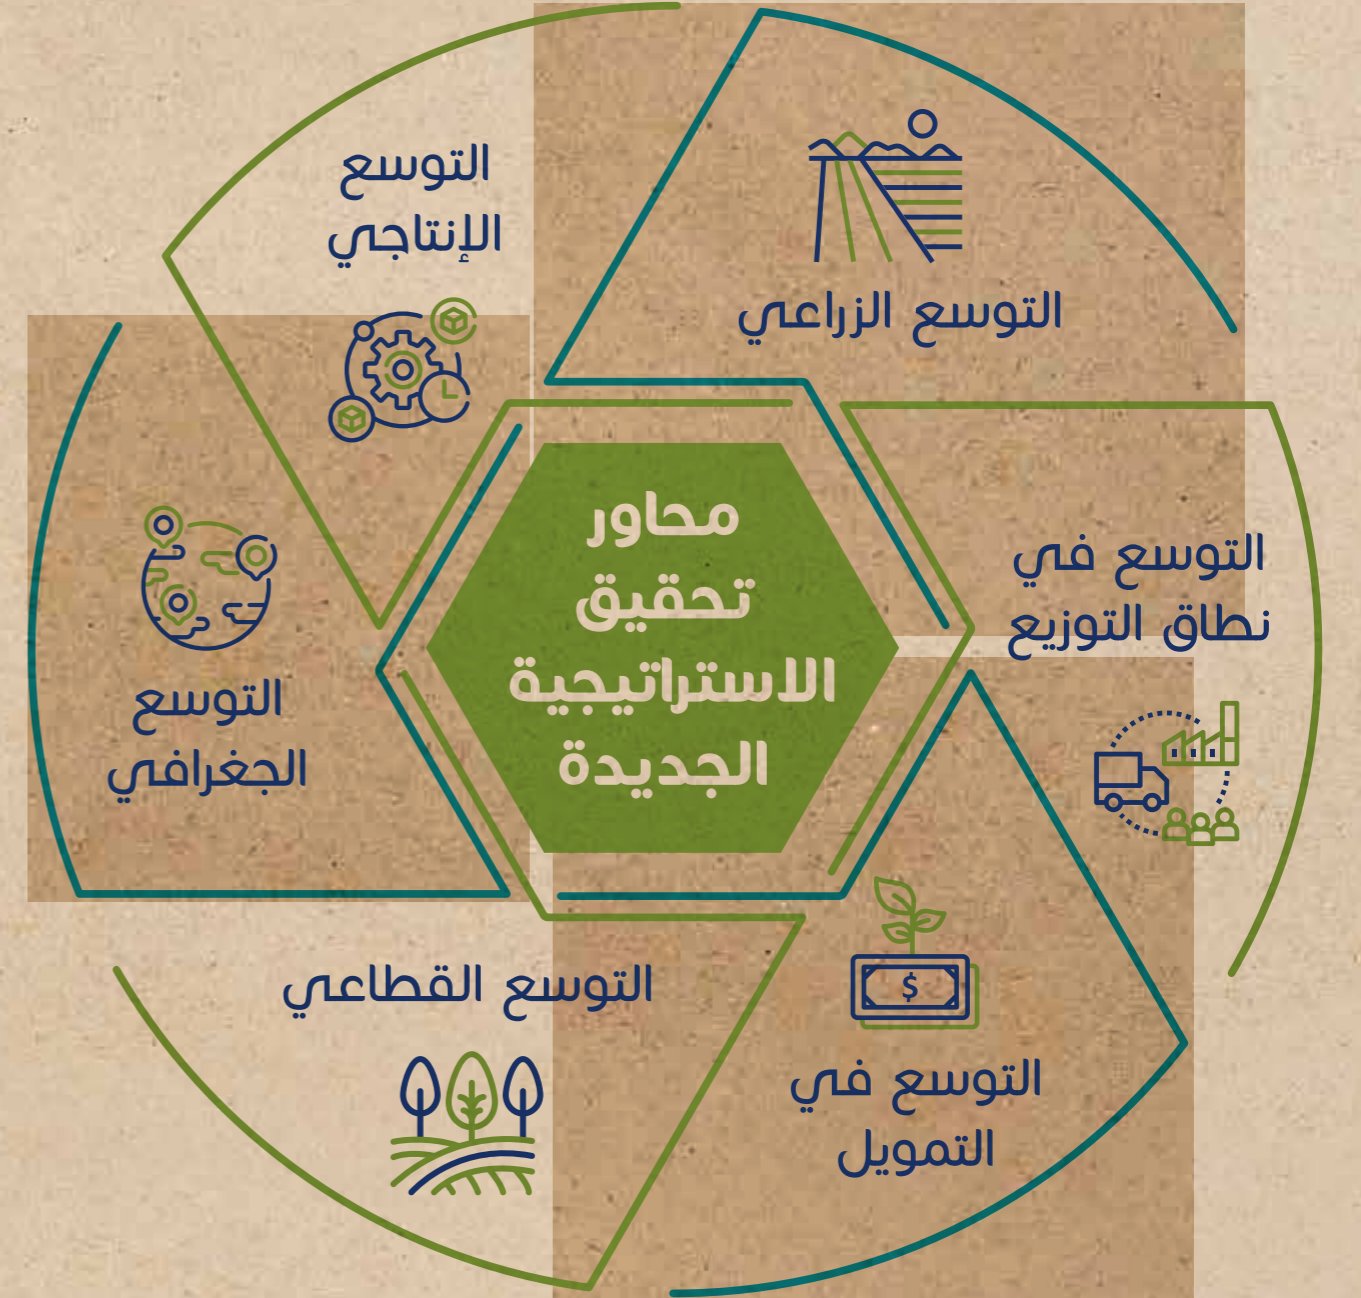 محاور
تحقيق
الاستراتيجية
الجديدة
التوسع الزراعي
التوسع في
نطاق التوزيع
$
التوسع في
التمويل
التوسع القطاعي
التوسع
الجغرافي
التوسع
الإنتاجي